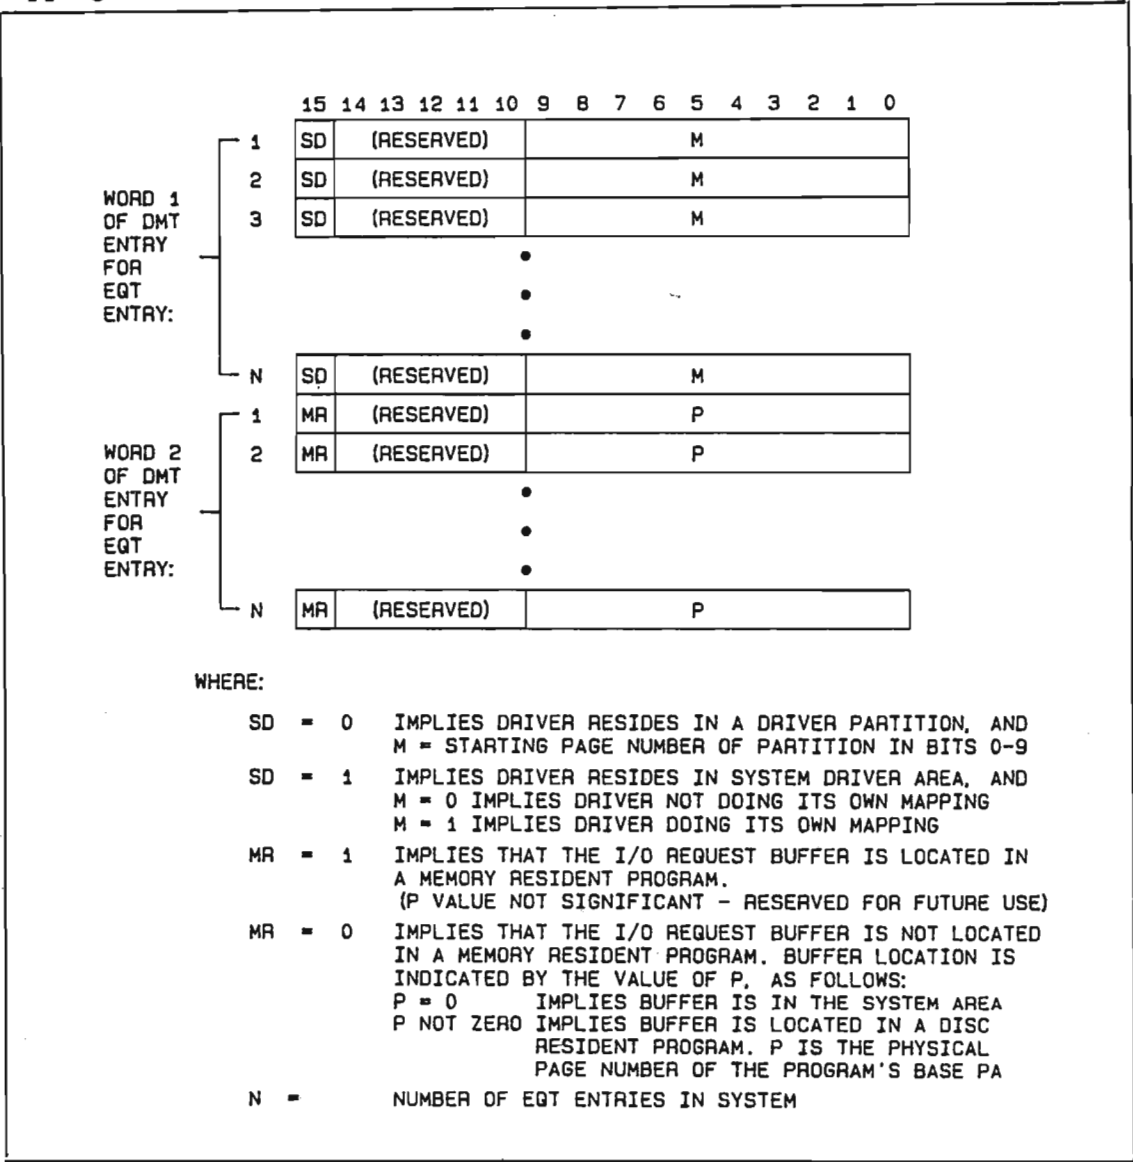 15 14 13 12 11 10 9 8 7 6 5 4 3 2 1 0
1 SD (RESERVED) M
2 SD (RESERVED) M
WORD 1
OF DMT
3 SD (RESERVED) M
ENTRY
FOR
EQT
ENTRY:
N SD (RESERVED) M
1 MR (RESERVED) P
WORD 2
2 MR (RESERVED) P
OF DMT
ENTRY
FOR
EQT
ENTRY:
N MR (RESERVED) P
WHERE:
SD = 0 IMPLIES DRIVER RESIDES IN A DRIVER PARTITION, AND
M = STARTING PAGE NUMBER OF PARTITION IN BITS 0-9
SD = 1 IMPLIES DRIVER RESIDES IN SYSTEM DRIVER AREA, AND
M = 0 IMPLIES DRIVER NOT DOING ITS OWN MAPPING
M = 1 IMPLIES DRIVER DOING ITS OWN MAPPING
MR = 1 IMPLIES THAT THE I/O REQUEST BUFFER IS LOCATED IN
A MEMORY RESIDENT PROGRAM.
(P VALUE NOT SIGNIFICANT - RESERVED FOR FUTURE USE)
MR = 0 IMPLIES THAT THE I/O REQUEST BUFFER IS NOT LOCATED
IN A MEMORY RESIDENT PROGRAM. BUFFER LOCATION IS
INDICATED BY THE VALUE OF P, AS FOLLOWS:
P = 0 IMPLIES BUFFER IS IN THE SYSTEM AREA
P NOT ZERO IMPLIES BUFFER IS LOCATED IN A DISC
RESIDENT PROGRAM. P IS THE PHYSICAL
PAGE NUMBER OF THE PROGRAM'S BASE PA
N = NUMBER OF EQT ENTRIES IN SYSTEM